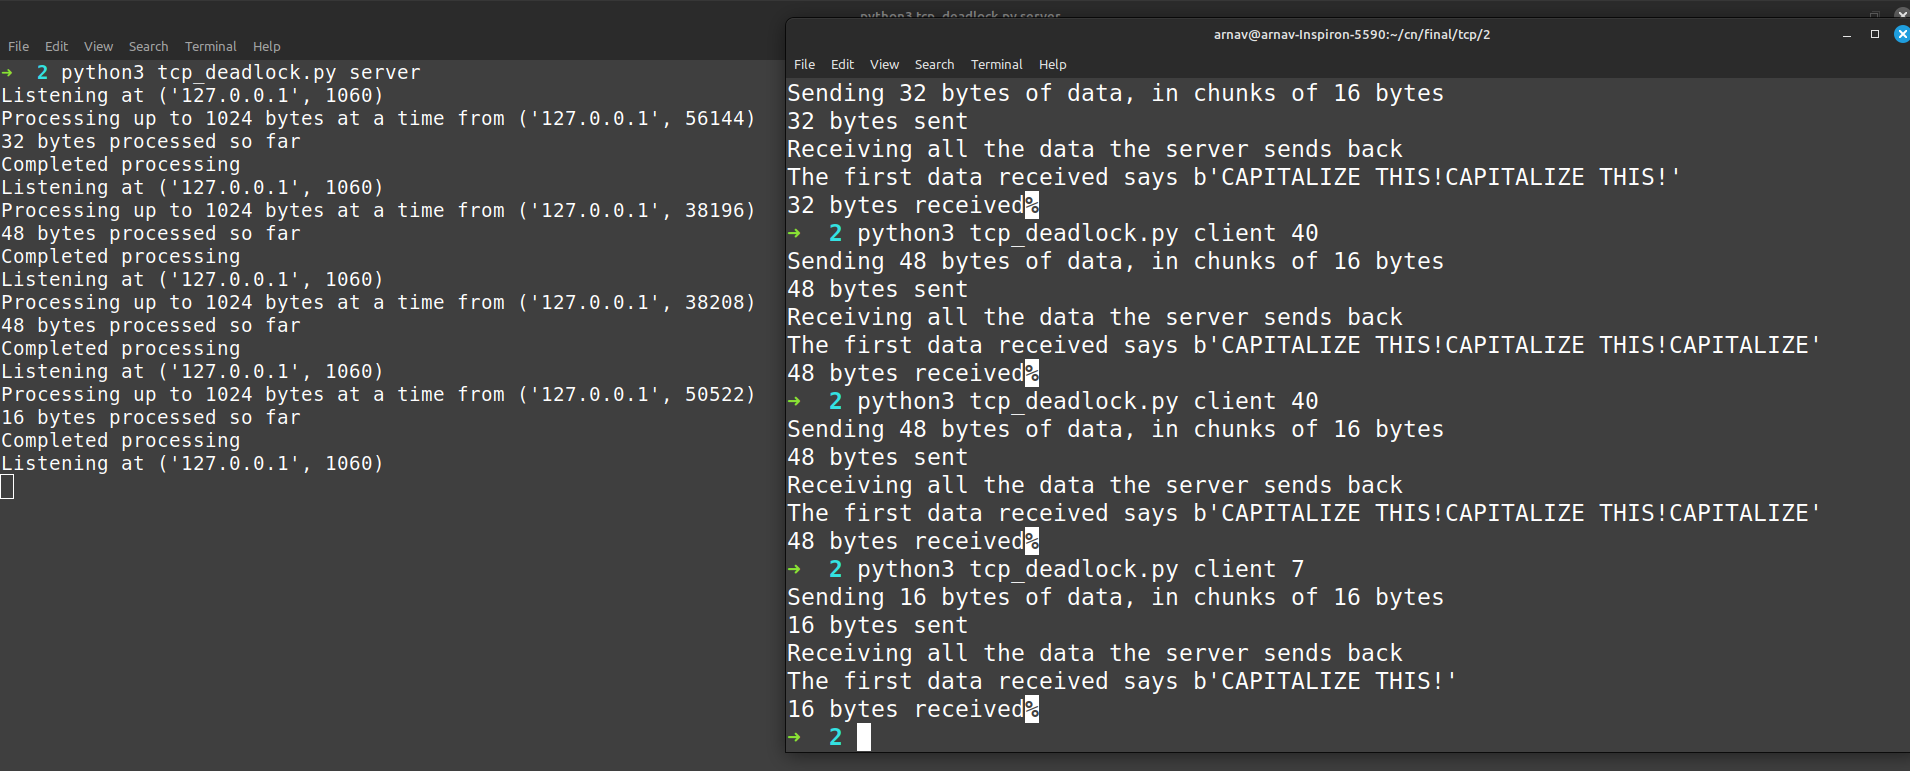 python3 tcp_deadlock.py server
File Edit View Search Terminal Help
➜ 2 python3 tcp_deadlock.py server
Listening at ('127.0.0.1', 1060)
Processing up to 1024 bytes at a time from ('127.0.0.1', 56144)
32 bytes processed so far
Completed processing
Listening at ('127.0.0.1', 1060)
Processing up to 1024 bytes at a time from ('127.0.0.1', 38196)
48 bytes processed so far
Completed processing
Listening at ('127.0.0.1', 1060)
Processing up to 1024 bytes at a time from ('127.0.0.1', 38208)
48 bytes processed so far
Completed processing
Listening at ('127.0.0.1', 1060)
Processing up to 1024 bytes at a time from ('127.0.0.1', 50522)
16 bytes processed so far
Completed processing
Listening at ('127.0.0.1', 1060)
arnav@arnav-Inspiron-5590:~/cn/final/tcp/2
File Edit View Search Terminal Help
Sending 32 bytes of data, in chunks of 16 bytes
32 bytes sent
Receiving all the data the server sends back
The first data received says b'CAPITALIZE THIS!CAPITALIZE THIS!'
32 bytes received%
➜ 2 python3 tcp_deadlock.py client 40
Sending 48 bytes of data, in chunks of 16 bytes
48 bytes sent
Receiving all the data the server sends back
The first data received says b'CAPITALIZE THIS!CAPITALIZE THIS!CAPITALIZE'
48 bytes received%
➜ 2 python3 tcp_deadlock.py client 40
Sending 48 bytes of data, in chunks of 16 bytes
48 bytes sent
Receiving all the data the server sends back
The first data received says b'CAPITALIZE THIS!CAPITALIZE THIS!CAPITALIZE'
48 bytes received%
➜ 2 python3 tcp_deadlock.py client 7
Sending 16 bytes of data, in chunks of 16 bytes
16 bytes sent
Receiving all the data the server sends back
The first data received says b'CAPITALIZE THIS!'
16 bytes received%
➜ 2